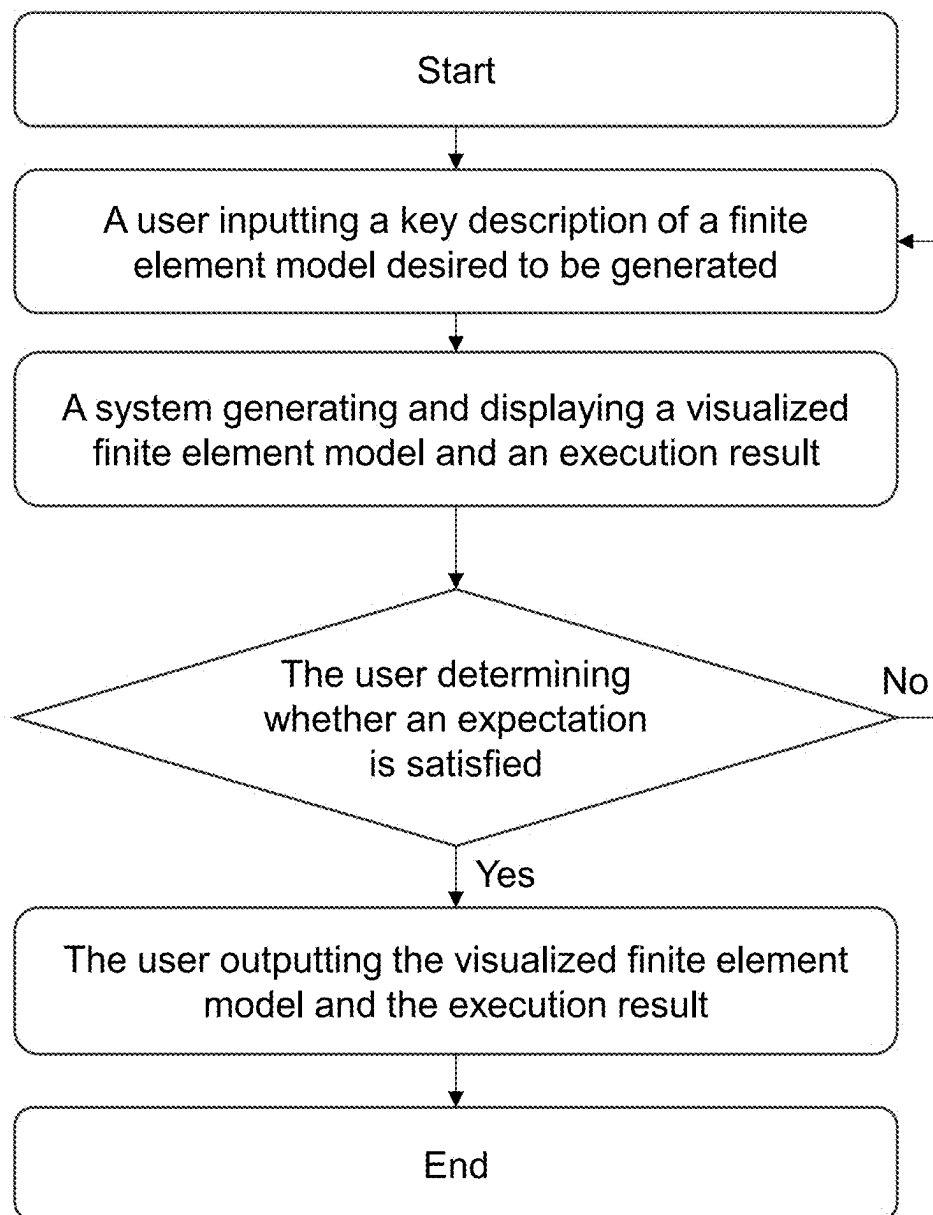 Start
A user inputting a key description of a finite
element model desired to be generated
A system generating and displaying a visualized
finite element model and an execution result
The user determining
whether an expectation
is satisfied
No
Yes
The user outputting the visualized finite element
model and the execution result
End